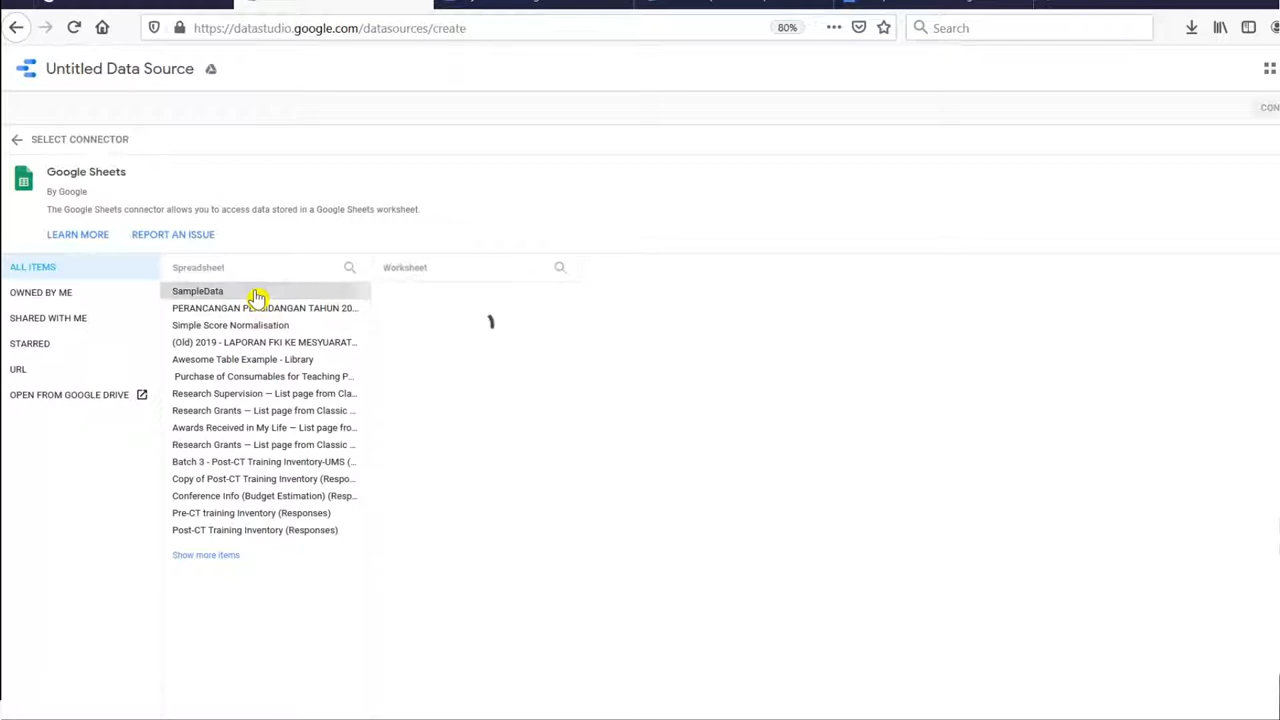 https://datastudio.google.com/datasources/create
80%
Search
Untitled Data Source
CON
SELECT CONNECTOR
Google Sheets
By Google
The Google Sheets connector allows you to access data stored in a Google Sheets worksheet.
LEARN MORE
REPORT AN ISSUE
ALL ITEMS
OWNED BY ME
SHARED WITH ME
STARRED
URL
OPEN FROM GOOGLE DRIVE
Spreadsheet
SampleData
PERANCANGAN PERSIDANGAN TAHUN 20...
Simple Score Normalisation
(Old) 2019 - LAPORAN FKI KE MESYUARAT...
Awesome Table Example - Library
Purchase of Consumables for Teaching P...
Research Supervision — List page from Cla...
Research Grants — List page from Classic ...
Awards Received in My Life — List page fro...
Research Grants — List page from Classic ...
Batch 3 - Post-CT Training Inventory-UMS (...
Copy of Post-CT Training Inventory (Respo...
Conference Info (Budget Estimation) (Resp...
Pre-CT training Inventory (Responses)
Post-CT Training Inventory (Responses)
Show more items
Worksheet